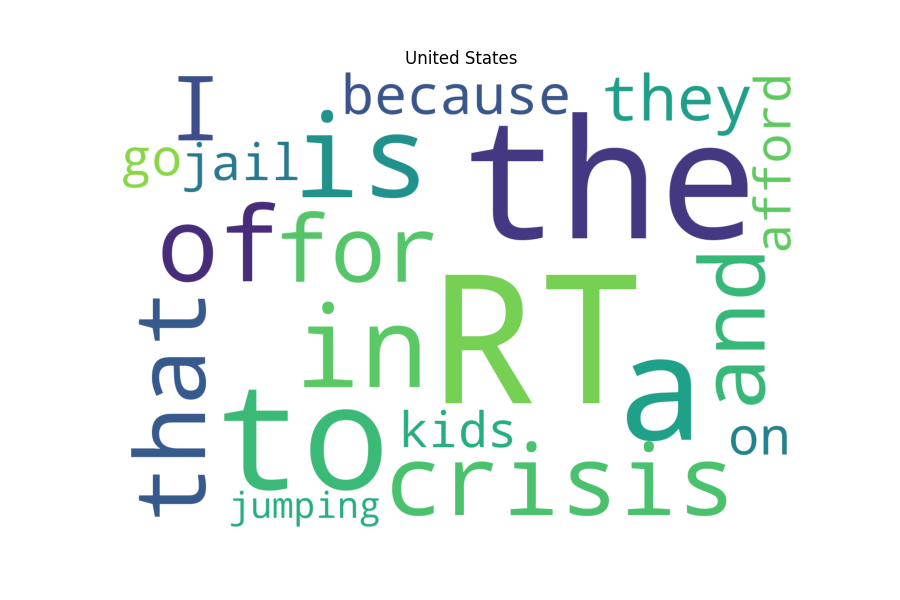 United States
I
because
they
afford
go
jail
is
the
of
for
that
in
RT
and
to
a
kids
on
crisis
jumping